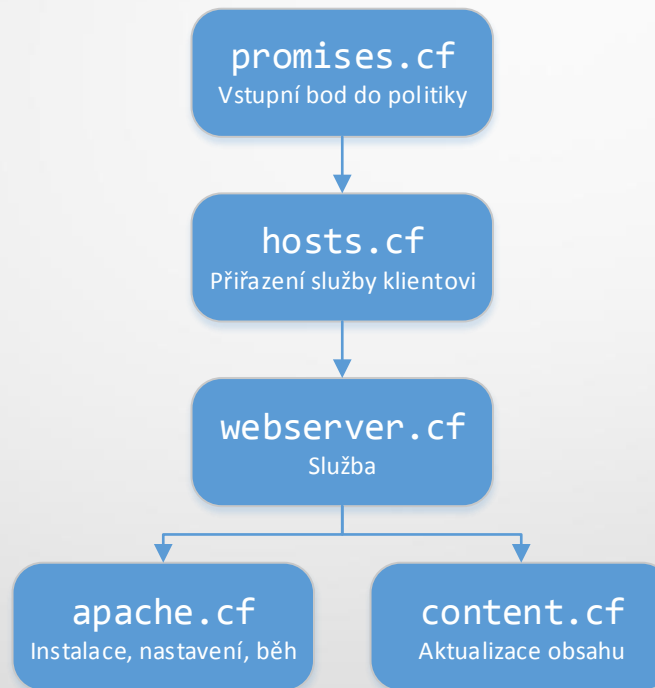 promises.cf
Vstupní bod do politiky
hosts.cf
Přiřazení služby klientovi
webserver.cf
Služba
apache.cf
Instalace, nastavení, běh
content.cf
Aktualizace obsahu